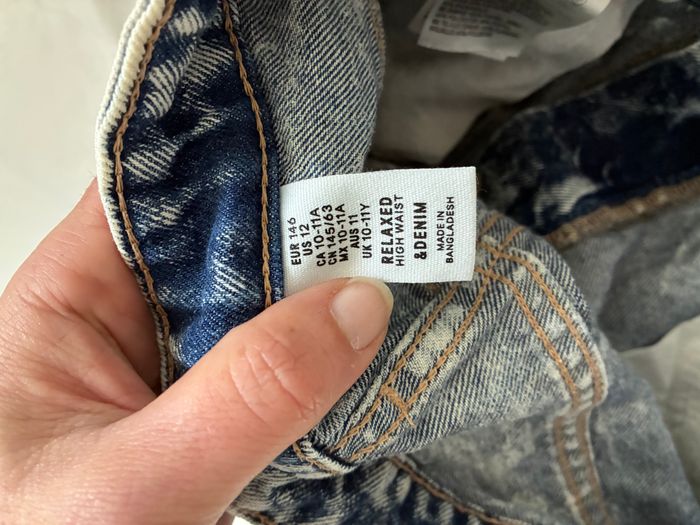 EUR 146
US 12
CA 10-11A
CN 145/63
MX 10-11A
AUS 11
UK 10-11Y
RELAXED
HIGH WAIST
&DENIM
MADE IN
BANGLADESH